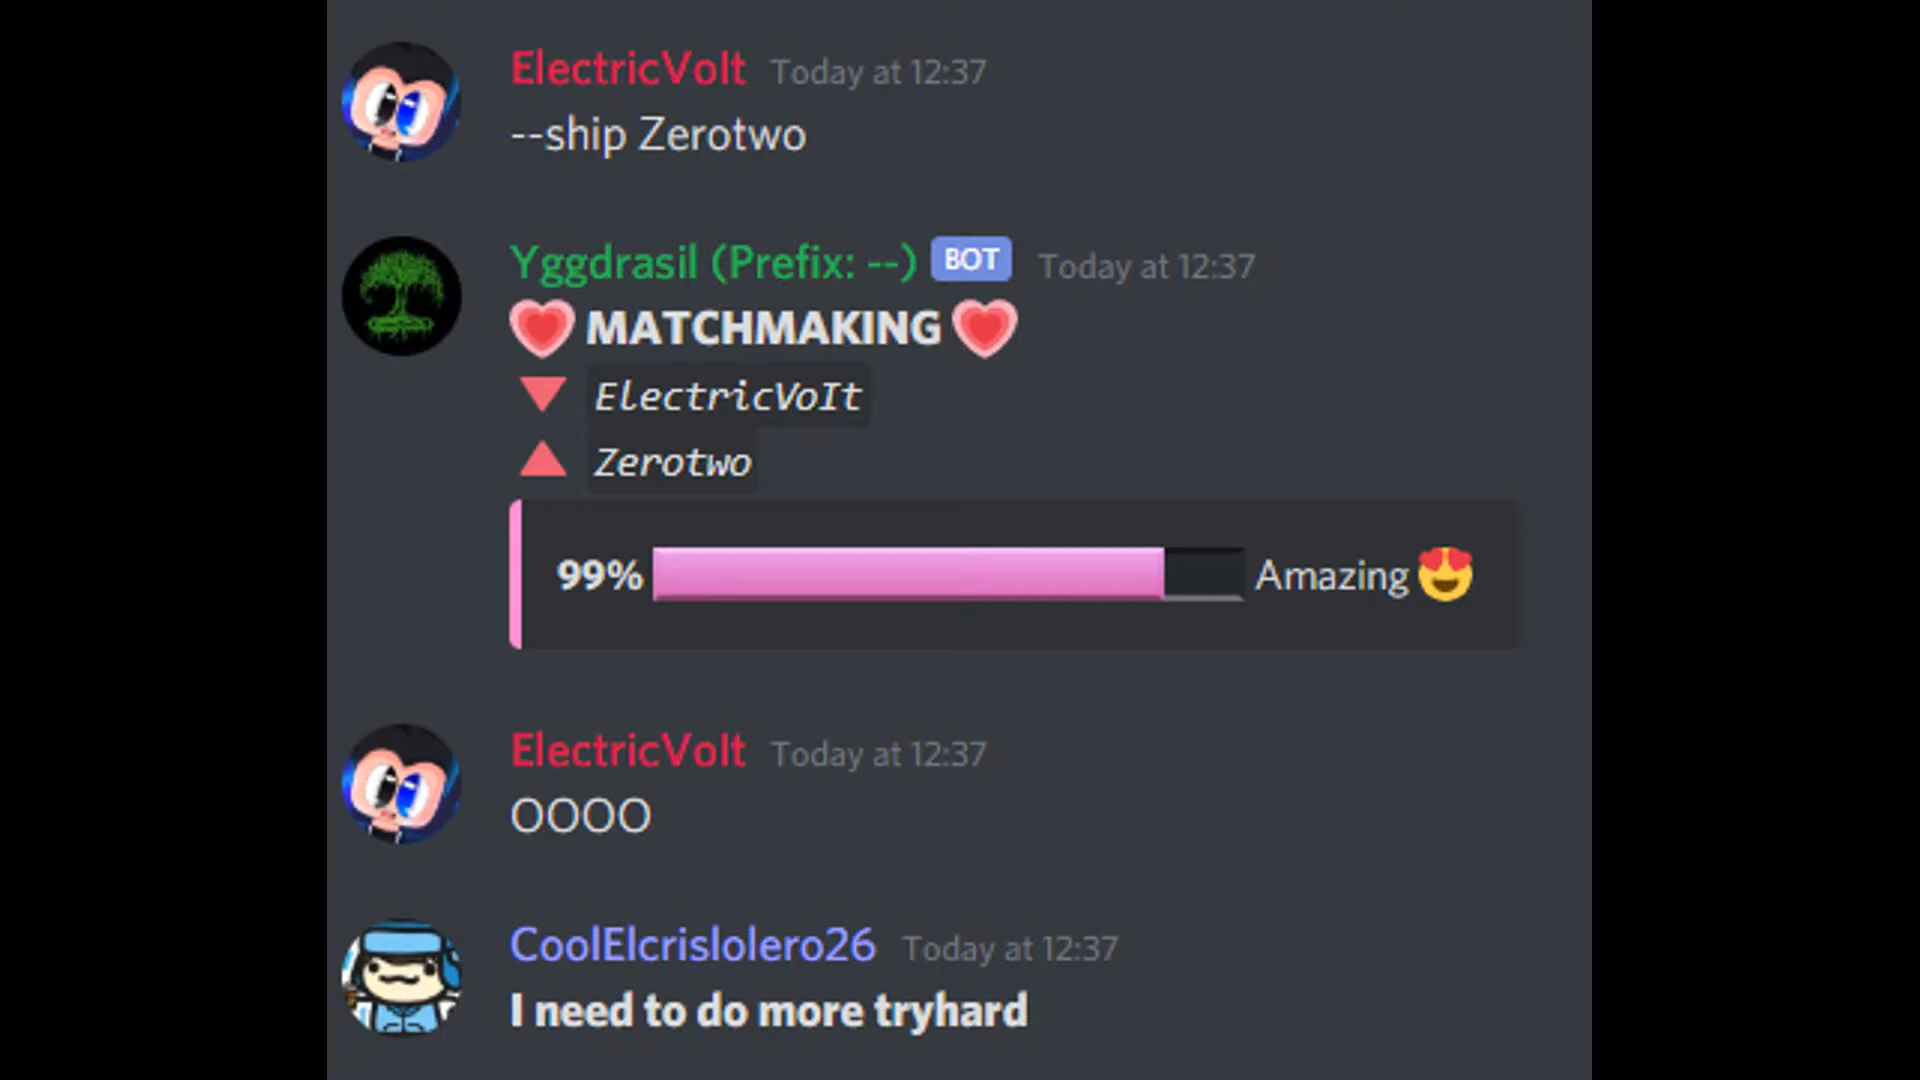 ElectricVolt Today at 12:37
--ship Zerotwo
Yggdrasil (Prefix: --) BOT Today at 12:37
MATCHMAKING
ElectricVoIt
Zerotwo
99% Amazing
ElectricVolt Today at 12:37
OOOO
CoolElcrislolero26 Today at 12:37
I need to do more tryhard